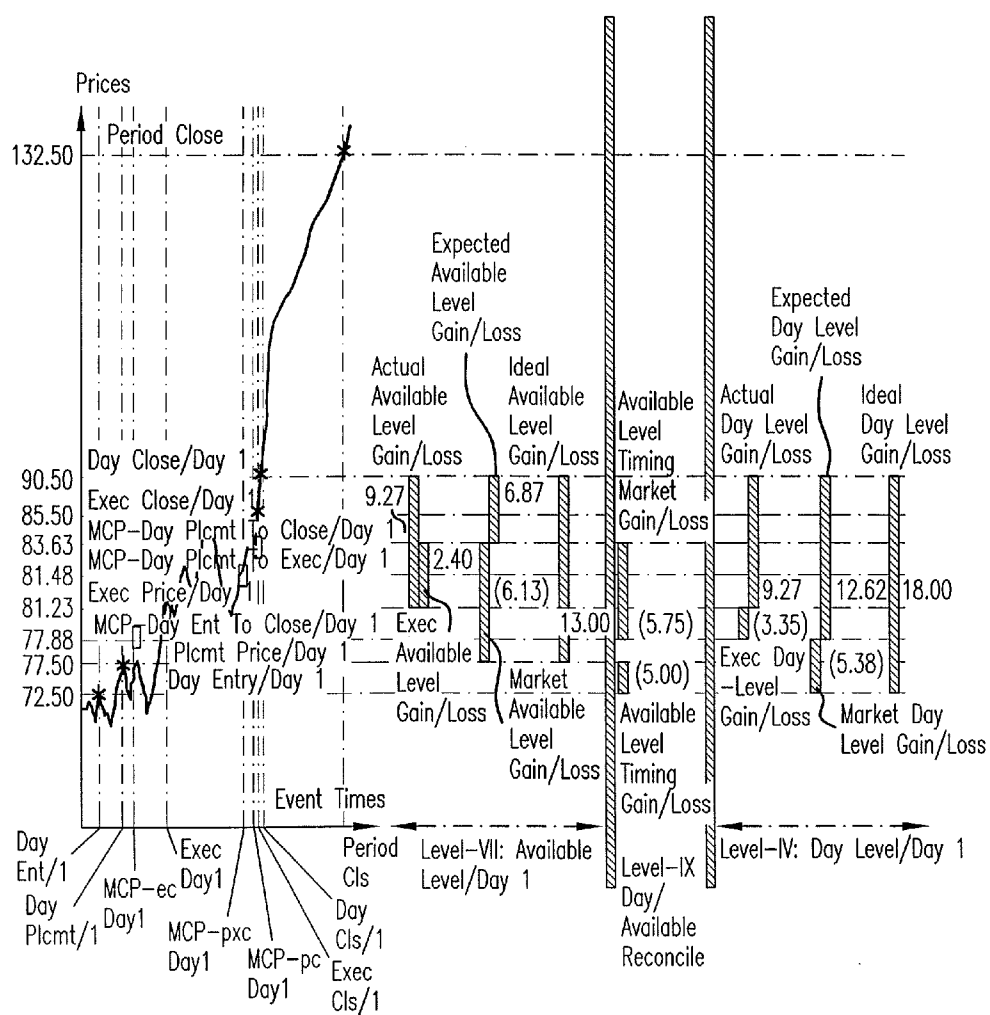 Prices
Period Close
132.50
Expected
Available
Level
Gain/Loss
Expected
Day Level
Gain/Loss
Actual
Available
Level
Gain/Loss
Ideal
Available
Level
Gain/Loss
Available
Level
Timing
Market
Gain/Loss
Actual
Day Level
Gain/Loss
Ideal
Day Level
Gain/Loss
Day Close/Day 1
90.50
Exec Close/Day 1
9.27
6.87
85.50
MCP-Day Plcmt To Close/Day 1
83.63
MCP-Day Plcmt To Exec/Day 1
2.40
81.48
Exec Price/Day 1
(6.13)
9.27
12.62
18.00
81.23
MCP-Day Ent To Close/Day 1
Exec
Available
Level
Gain/Loss
13.00
(5.75)
(3.35)
77.88
Plcmt Price/Day 1
77.50
Day Entry/Day 1
72.50
Market
Available
Level
Gain/Loss
(5.00)
Exec Day
-Level
Gain/Loss
(5.38)
Market Day
Level Gain/Loss
Available
Level
Timing
Gain/Loss
Event Times
Day
Ent/1
Day
Plcmt/1
MCP-ec
Day1
Exec
Day1
MCP-pxc
Day1
MCP-pc
Day1
Exec
Cls/1
Day
Cls/1
Period
Cls
Level-VII: Available
Level/Day 1
Level-IX
Day/
Available
Reconcile
Level-IV: Day Level/Day 1